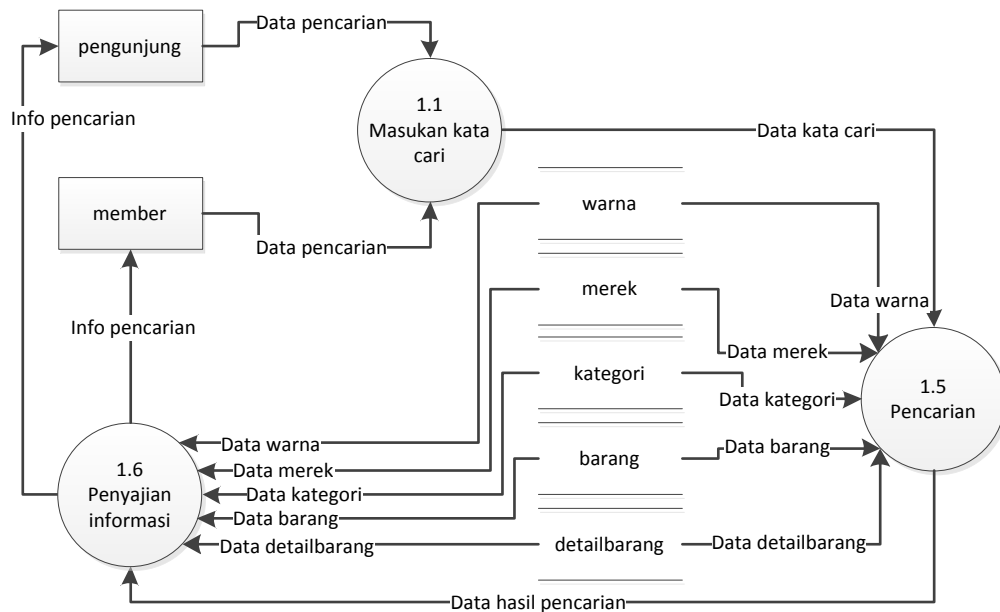 Data pencarian
pengunjung
Info pencarian
1.1
Masukan kata
cari
Data kata cari
member
Data pencarian
warna
merek
Data warna
Info pencarian
Data merek
kategori
1.5
Pencarian
Data kategori
Data warna
barang
Data barang
1.6
Penyajian
informasi
Data merek
Data kategori
Data barang
Data detailbarang
detailbarang
Data detailbarang
Data hasil pencarian